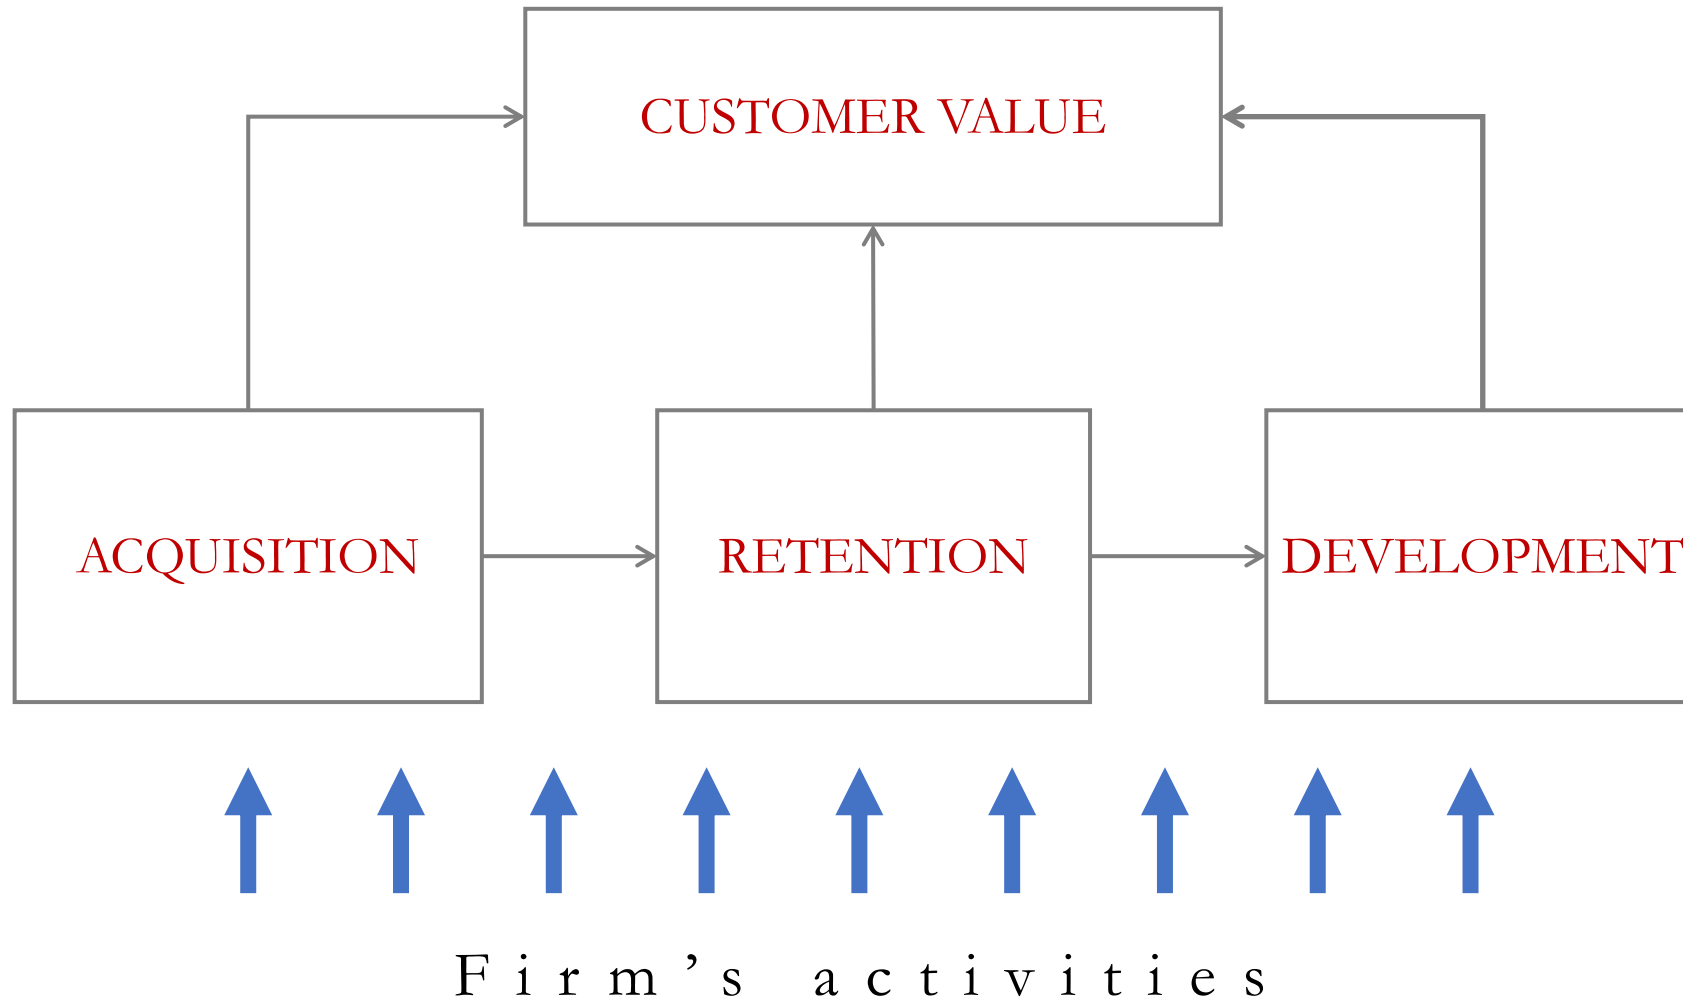 CUSTOMER VALUE
ACQUISITION
RETENTION
DEVELOPMENT
Firm’s activities